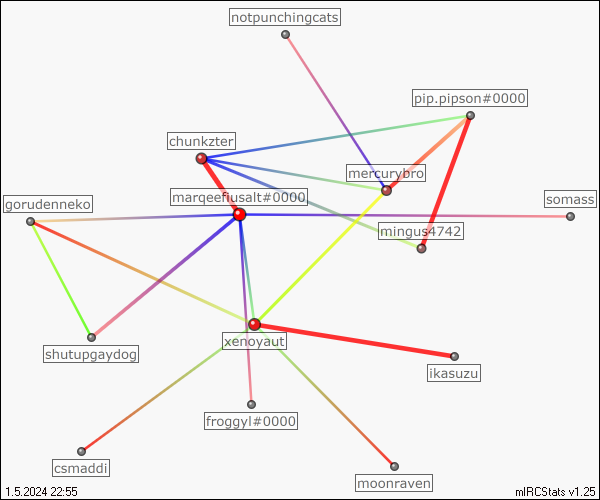 notpunchingcats
pip.pipson#0000
chunkzter
mercurybro
marqeefusalt#0000
somass
gorudenneko
mingus4742
xenoyaut
shutupgaydog
ikasuzu
froggyl#0000
csmaddi
moonraven
1.5.2024 22:55
mIRCStats v1.25